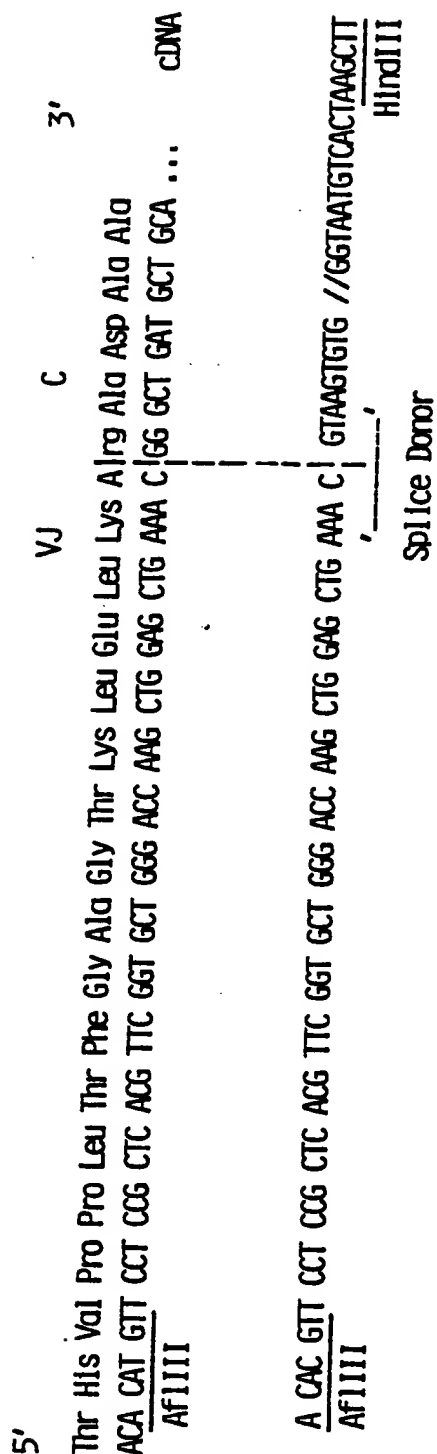 5' 3'
VJ C
Thr His Val Pro Pro Leu Thr Phe Gly Ala Gly Thr Lys Leu Glu Leu Lys A|rg Ala Asp Ala Ala
ACA CAT GTT CCT CCG CTC ACG TTC GGT GCT GGG ACC AAG CTG GAG CTG AAA C|GG GCT GAT GCT GCA ... cDNA
AflIII
A CAC GTT CCT CCG CTC ACG TTC GGT GCT GGG ACC AAG CTG GAG CTG AAA C| GTAAGTGTG //GGTAATGTCACTAAGCTT
AflIII HindIII
Splice Donor